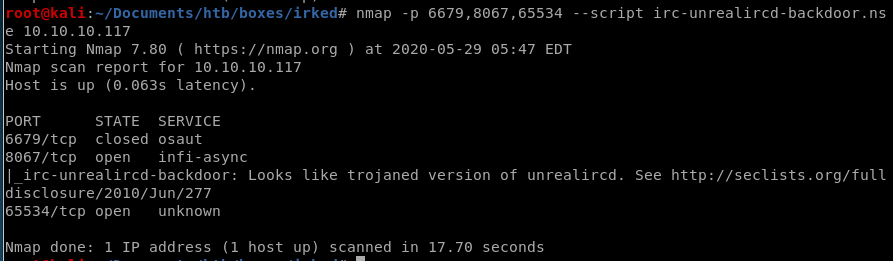 root@kali:~/Documents/htb/boxes/irked# nmap -p 6679,8067,65534 --script irc-unrealircd-backdoor.ns
e 10.10.10.117
Starting Nmap 7.80 ( https://nmap.org ) at 2020-05-29 05:47 EDT
Nmap scan report for 10.10.10.117
Host is up (0.063s latency).
PORT      STATE  SERVICE
6679/tcp  closed osaut
8067/tcp  open   infi-async
|_irc-unrealircd-backdoor: Looks like trojaned version of unrealircd. See http://seclists.org/full
disclosure/2010/Jun/277
65534/tcp open   unknown
Nmap done: 1 IP address (1 host up) scanned in 17.70 seconds